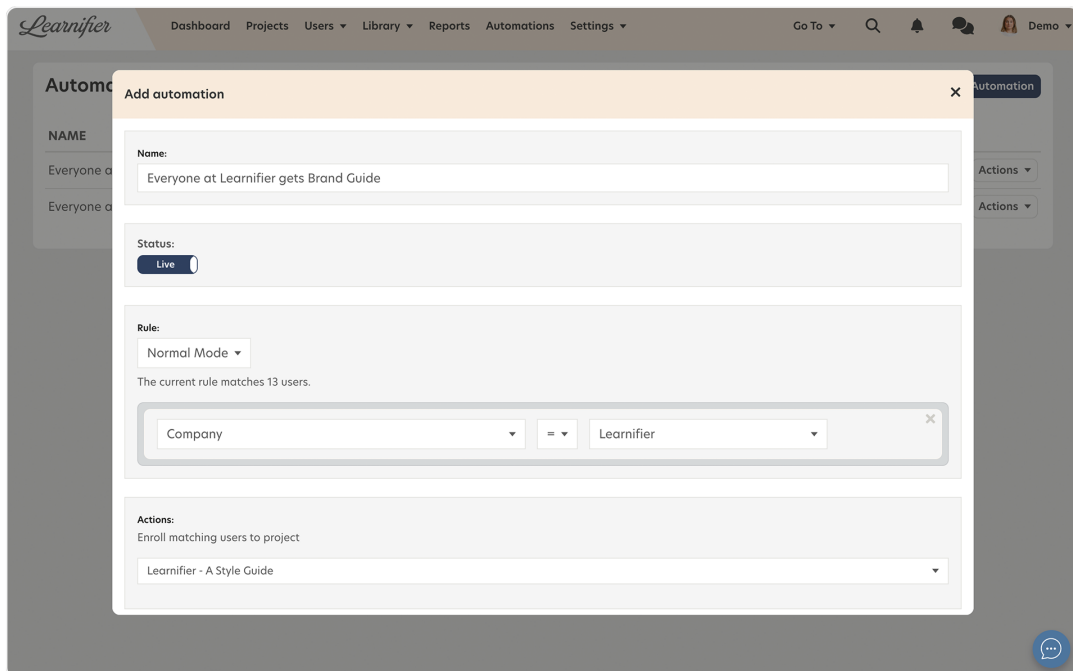 Learnifier Dashboard Projects Users Library Reports Automations Settings Go To Demo
Add automation
Automation
NAME
Name:
Everyone at Learnifier gets Brand Guide
Everyone Actions
Everyone Actions
Status:
Live
Rule:
Normal Mode
The current rule matches 13 users.
Company = Learnifier
Actions:
Enroll matching users to project
Learnifier - A Style Guide